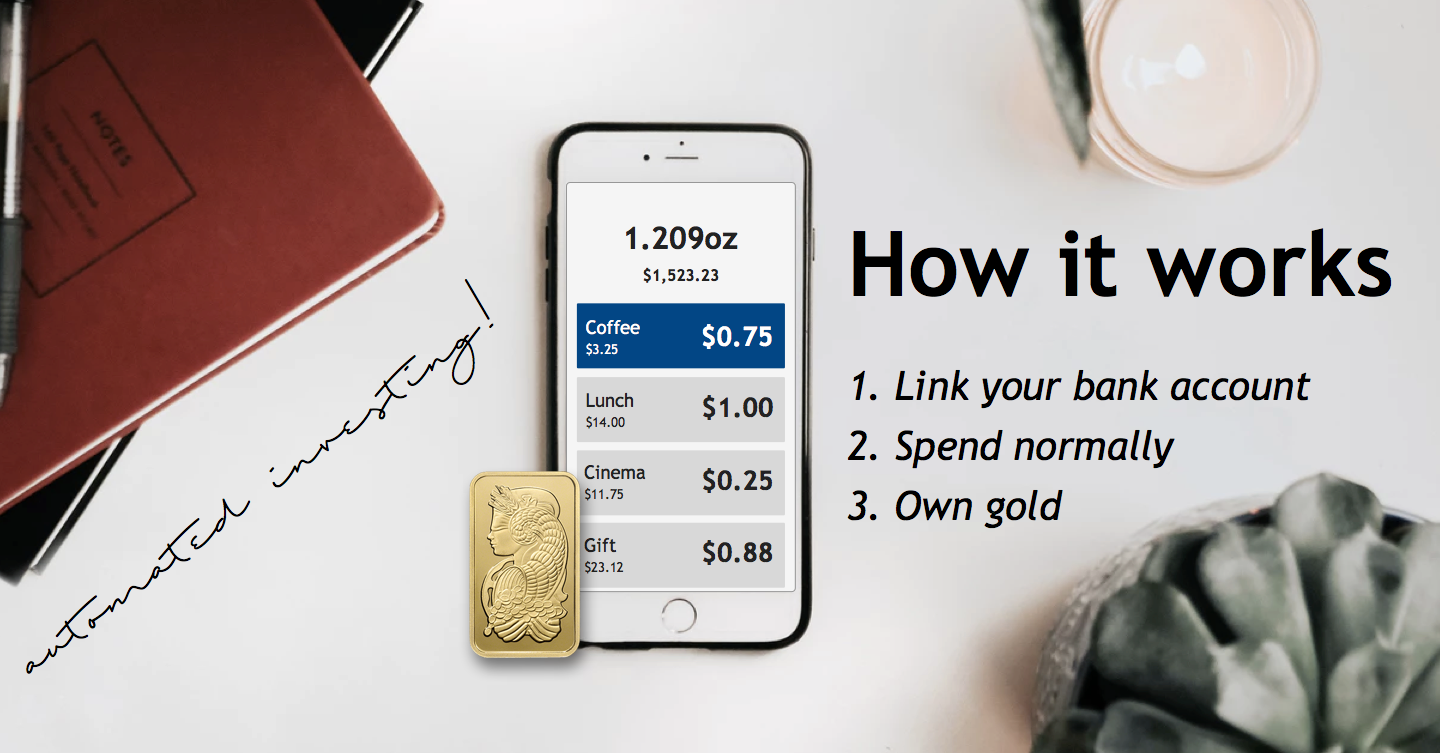 NOTES
automated investing!
1.209oz
$1,523.23
Coffee
$3.25
$0.75
Lunch
$14.00
$1.00
Cinema
$11.75
$0.25
Gift
$23.12
$0.88
How it works
1. Link your bank account
2. Spend normally
3. Own gold